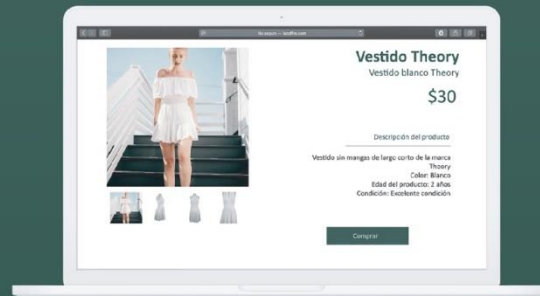 Vestido Theory
Vestido blanco Theory
$30
Descripción del producto
Vestido sin mangas de largo corto de la marca
Theory
Color: Blanco
Edad del producto: 2 años
Condición: Excelente condición
Comprar